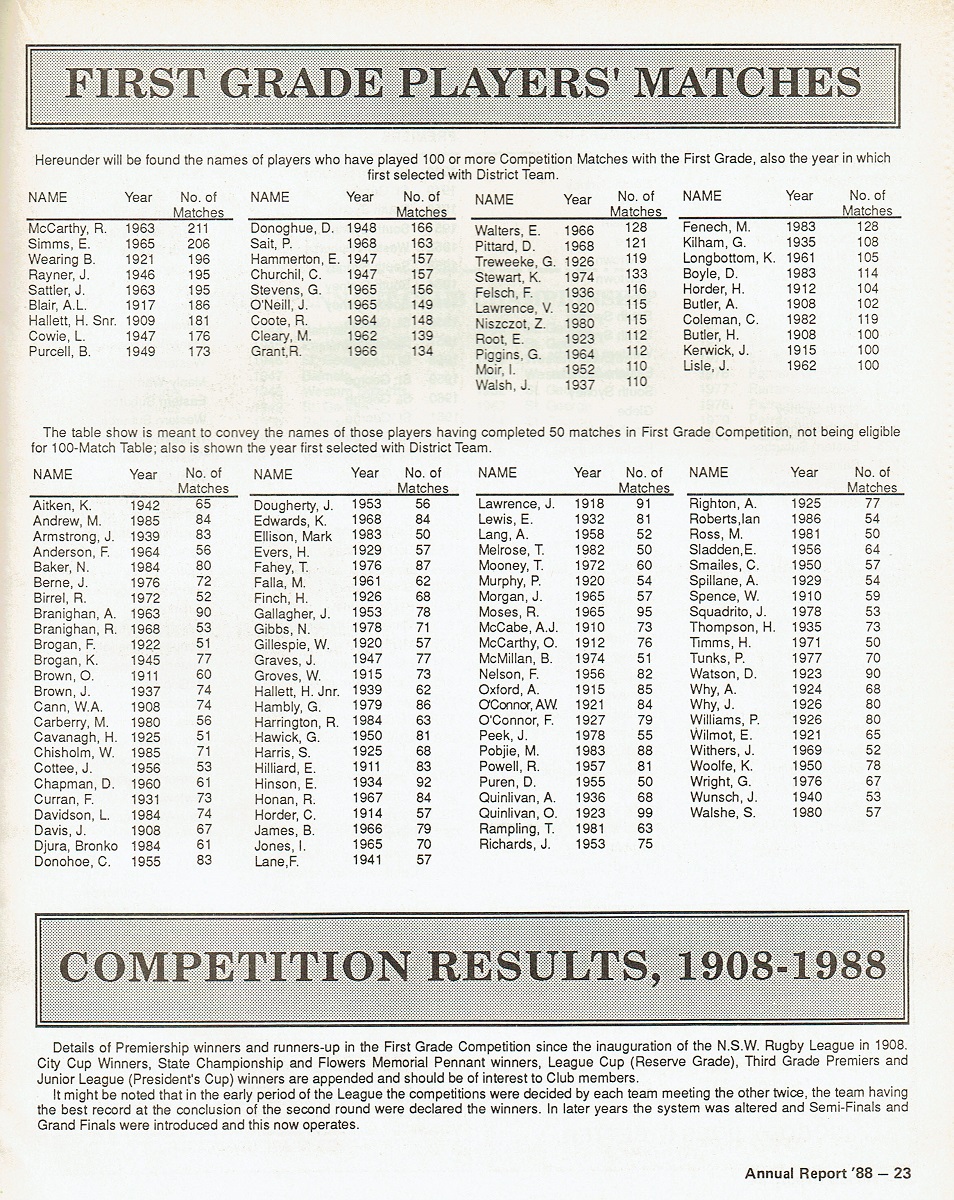 FIRST GRADE PLAYERS' MATCHES
Hereunder will be found the names of players who have played 100 or more Competition Matches with the First Grade, also the year in which
first selected with District Team.
NAME Year No. of Matches
McCarthy, R. 1963 211
Simms, E. 1965 206
Wearing B. 1921 196
Rayner, J. 1946 195
Sattler, J. 1963 195
Blair, A.L. 1917 186
Hallett, H. Snr. 1909 181
Cowie, L. 1947 176
Purcell, B. 1949 173
NAME Year No. of Matches
Donoghue, D. 1948 166
Sait, P. 1968 163
Hammerton, E. 1947 157
Churchil, C. 1947 157
Stevens, G. 1965 156
O'Neill, J. 1965 149
Coote, R. 1964 148
Cleary, M. 1962 139
Grant,R. 1966 134
NAME Year No. of Matches
Walters, E. 1966 128
Pittard, D. 1968 121
Treweeke, G. 1926 119
Stewart, K. 1974 133
Felsch, F. 1936 116
Lawrence, V. 1920 115
Niszczot, Z. 1980 115
Root, E. 1923 112
Piggins, G. 1964 112
Moir, I. 1952 110
Walsh, J. 1937 110
NAME Year No. of Matches
Fenech, M. 1983 128
Kilham, G. 1935 108
Longbottom, K. 1961 105
Boyle, D. 1983 114
Horder, H. 1912 104
Butler, A. 1908 102
Coleman, C. 1982 119
Butler, H. 1908 100
Kerwick, J. 1915 100
Lisle, J. 1962 100
The table show is meant to convey the names of those players having completed 50 matches in First Grade Competition, not being eligible
for 100-Match Table; also is shown the year first selected with District Team.
NAME Year No. of Matches
Aitken, K. 1942 65
Andrew, M. 1985 84
Armstrong, J. 1939 83
Anderson, F. 1964 56
Baker, N. 1984 80
Berne, J. 1976 72
Birrel, R. 1972 52
Branighan, A. 1963 90
Branighan, R. 1968 53
Brogan, F. 1922 51
Brogan, K. 1945 77
Brown, O. 1911 60
Brown, J. 1937 74
Cann, W.A. 1908 74
Carberry, M. 1980 56
Cavanagh, H. 1925 51
Chisholm, W. 1985 71
Cottee, J. 1956 53
Chapman, D. 1960 61
Curran, F. 1931 73
Davidson, L. 1984 74
Davis, J. 1908 67
Djura, Bronko 1984 61
Donohoe, C. 1955 83
NAME Year No. of Matches
Dougherty, J. 1953 56
Edwards, K. 1968 84
Ellison, Mark 1983 50
Evers, H. 1929 57
Fahey, T. 1976 87
Falla, M. 1961 62
Finch, H. 1926 68
Gallagher, J. 1953 78
Gibbs, N. 1978 71
Gillespie, W. 1920 57
Graves, J. 1947 77
Groves, W. 1915 73
Hallett, H. Jnr. 1939 62
Hambly, G. 1979 86
Harrington, R. 1984 63
Hawick, G. 1950 81
Harris, S. 1925 68
Hilliard, E. 1911 83
Hinson, E. 1934 92
Honan, R. 1967 84
Horder, C. 1914 57
James, B. 1966 79
Jones, I. 1965 70
Lane,F. 1941 57
NAME Year No. of Matches
Lawrence, J. 1918 91
Lewis, E. 1932 81
Lang, A. 1958 52
Melrose, T. 1982 50
Mooney, T. 1972 60
Murphy, P. 1920 54
Morgan, J. 1965 57
Moses, R. 1965 95
McCabe, A.J. 1910 73
McCarthy, O. 1912 76
McMillan, B. 1974 51
Nelson, F. 1956 82
Oxford, A. 1915 85
O'Connor, AW. 1921 84
O'Connor, F. 1927 79
Peek, J. 1978 55
Pobjie, M. 1983 88
Powell, R. 1957 81
Puren, D. 1955 50
Quinlivan, A. 1936 68
Quinlivan, O. 1923 99
Rampling, T. 1981 63
Richards, J. 1953 75
NAME Year No. of Matches
Righton, A. 1925 77
Roberts,Ian 1986 54
Ross, M. 1981 50
Sladden,E. 1956 64
Smailes, C. 1950 57
Spillane, A. 1929 54
Spence, W. 1910 59
Squadrito, J. 1978 53
Thompson, H. 1935 73
Timms, H. 1971 50
Tunks, P. 1977 70
Watson, D. 1923 90
Why, A. 1924 68
Why, J. 1926 80
Williams, P. 1926 80
Wilmot, E. 1921 65
Withers, J. 1969 52
Woolfe, K. 1950 78
Wright, G. 1976 67
Wunsch, J. 1940 53
Walshe, S. 1980 57
COMPETITION RESULTS, 1908-1988
Details of Premiership winners and runners-up in the First Grade Competition since the inauguration of the N.S.W. Rugby League in 1908.
City Cup Winners, State Championship and Flowers Memorial Pennant winners, League Cup (Reserve Grade), Third Grade Premiers and
Junior League (President's Cup) winners are appended and should be of interest to Club members.
It might be noted that in the early period of the League the competitions were decided by each team meeting the other twice, the team having
the best record at the conclusion of the second round were declared the winners. In later years the system was altered and Semi-Finals and
Grand Finals were introduced and this now operates.
Annual Report '88 – 23